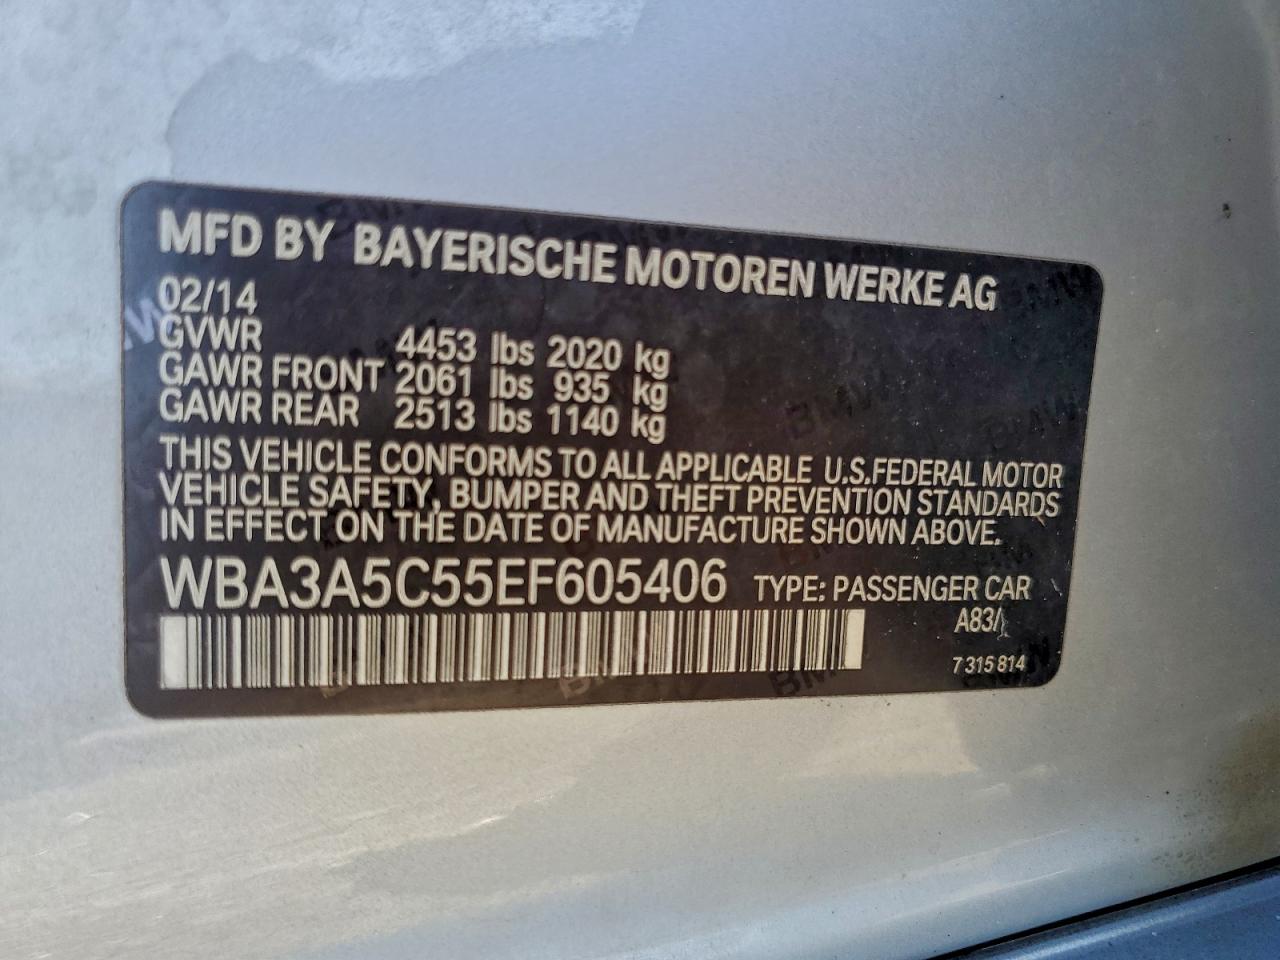 MFD BY BAYERISCHE MOTOREN WERKE AG
02/14
GVWR 4453 lbs 2020 kg
GAWR FRONT 2061 lbs 935 kg
GAWR REAR 2513 lbs 1140 kg
THIS VEHICLE CONFORMS TO ALL APPLICABLE U.S.FEDERAL MOTOR
VEHICLE SAFETY, BUMPER AND THEFT PREVENTION STANDARDS
IN EFFECT ON THE DATE OF MANUFACTURE SHOWN ABOVE.
WBA3A5C55EF605406 TYPE: PASSENGER CAR
A83/
7 315 814